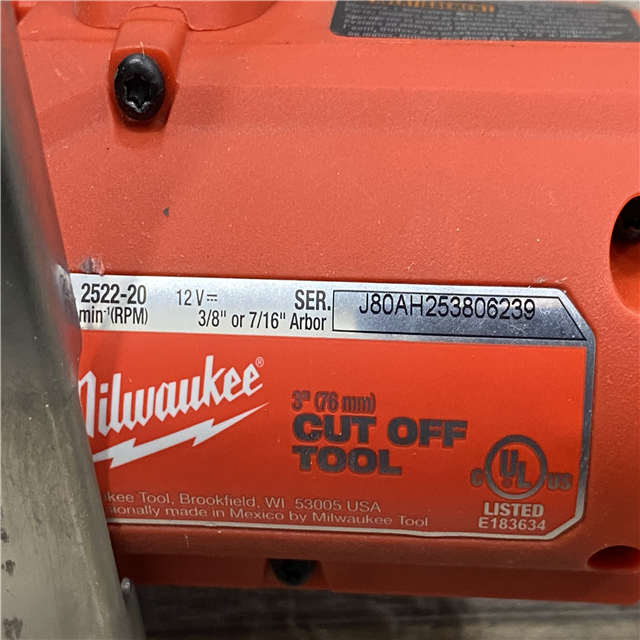 2522-20 12 V SER. J80AH253806239
min⁻¹(RPM) 3/8" or 7/16" Arbor
Milwaukee®
3" (76 mm)
CUT OFF
TOOL
C UL US
LISTED
E183634
kee Tool, Brookfield, WI 53005 USA
ionally made in Mexico by Milwaukee Tool